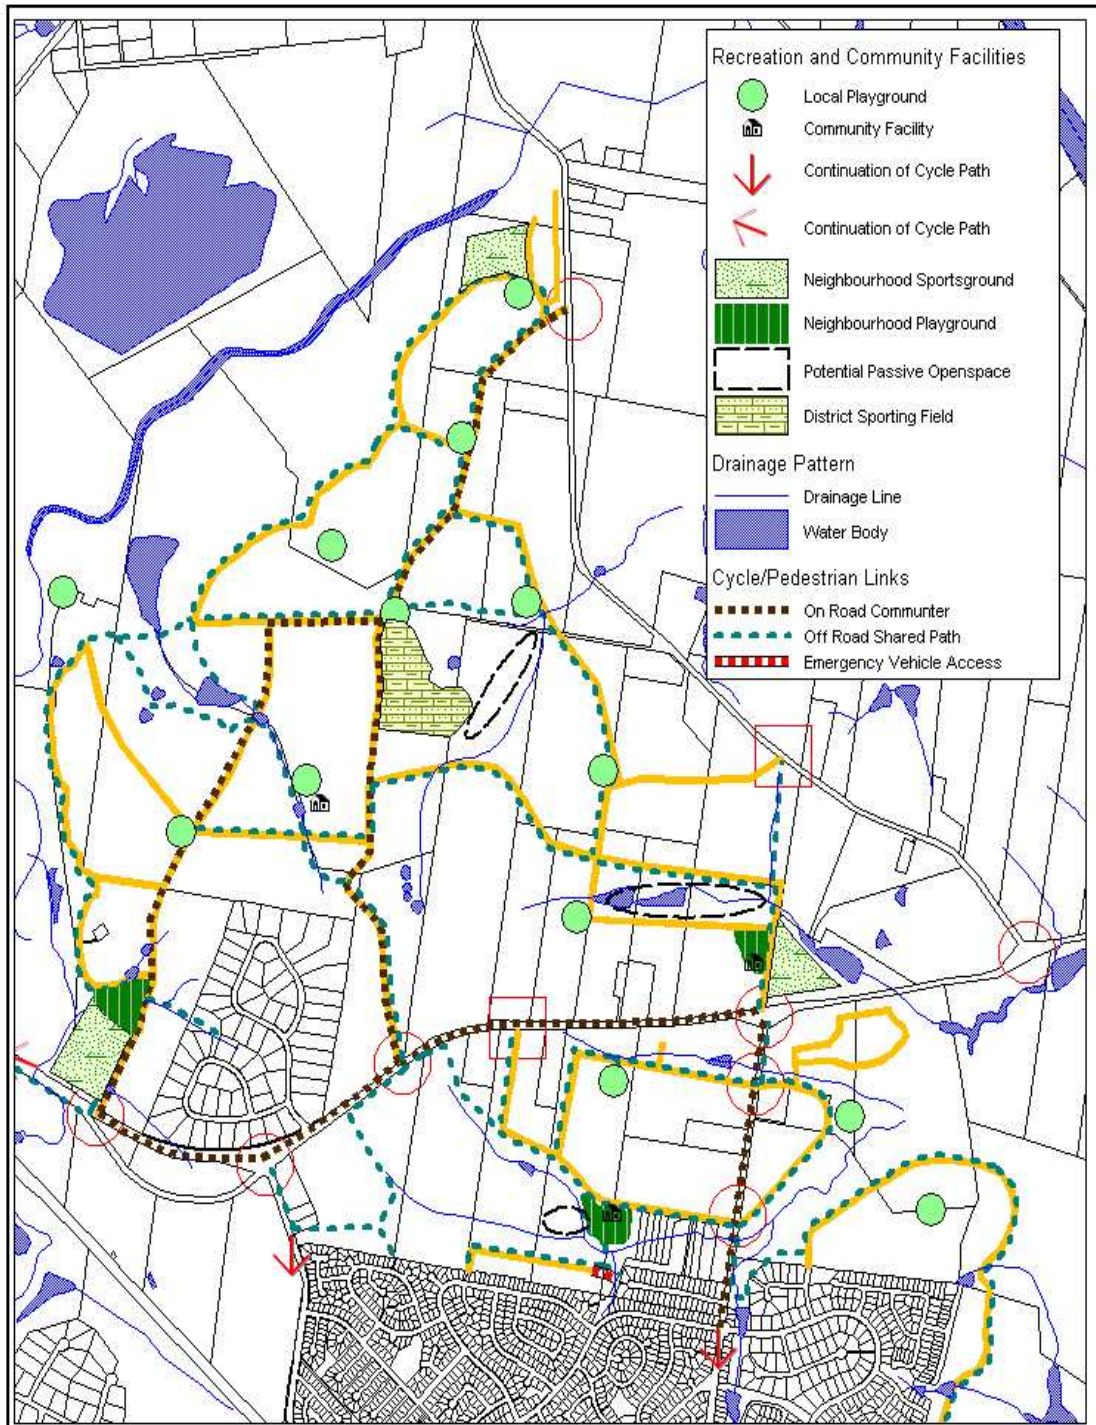 Recreation and Community Facilities
Local Playground
Community Facility
Continuation of Cycle Path
Continuation of Cycle Path
Neighbourhood Sportsground
Neighbourhood Playground
Potential Passive Openspace
District Sporting Field
Drainage Pattern
Drainage Line
Water Body
Cycle/Pedestrian Links
On Road Communter
Off Road Shared Path
Emergency Vehicle Access